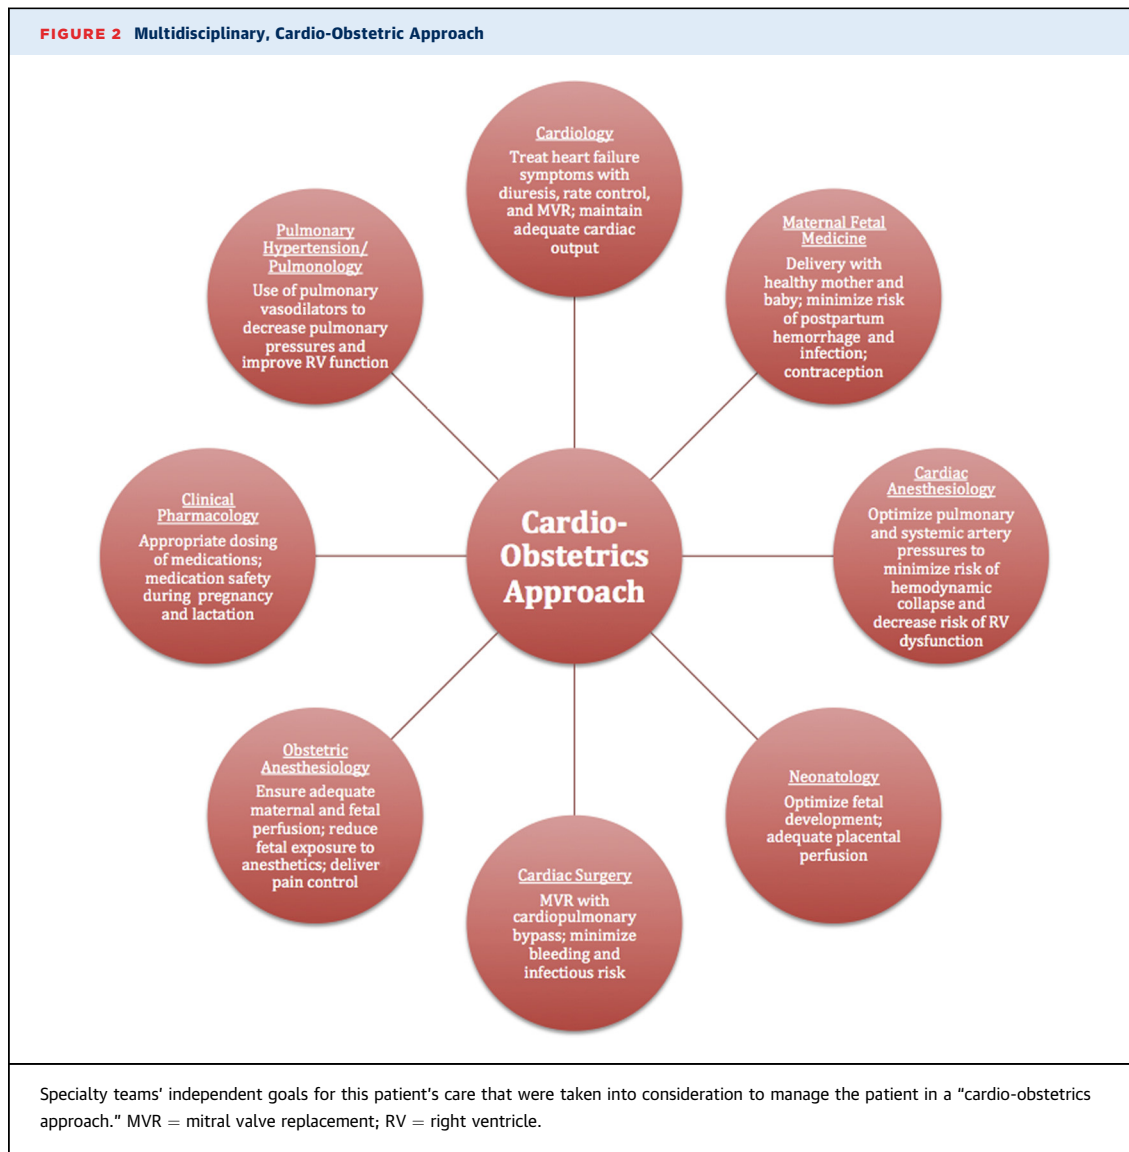 FIGURE 2 Multidisciplinary, Cardio-Obstetric Approach
Cardiology
Treat heart failure
symptoms with
diuresis, rate control,
and MVR; maintain
adequate cardiac
output
Maternal Fetal
Medicine
Delivery with
healthy mother and
baby; minimize risk
of postpartum
hemorrhage and
infection;
contraception
Cardiac
Anesthesiology
Optimize pulmonary
and systemic artery
pressures to
minimize risk of
hemodynamic
collapse and
decrease risk of RV
dysfunction
Neonatology
Optimize fetal
development;
adequate placental
perfusion
Cardiac Surgery
MVR with
cardiopulmonary
bypass; minimize
bleeding and
infectious risk
Obstetric
Anesthesiology
Ensure adequate
maternal and fetal
perfusion; reduce
fetal exposure to
anesthetics; deliver
pain control
Clinical
Pharmacology
Appropriate dosing
of medications;
medication safety
during pregnancy
and lactation
Pulmonary
Hypertension/
Pulmonology
Use of pulmonary
vasodilators to
decrease pulmonary
pressures and
improve RV function
Cardio-
Obstetrics
Approach
Specialty teams' independent goals for this patient's care that were taken into consideration to manage the patient in a "cardio-obstetrics
approach." MVR = mitral valve replacement; RV = right ventricle.